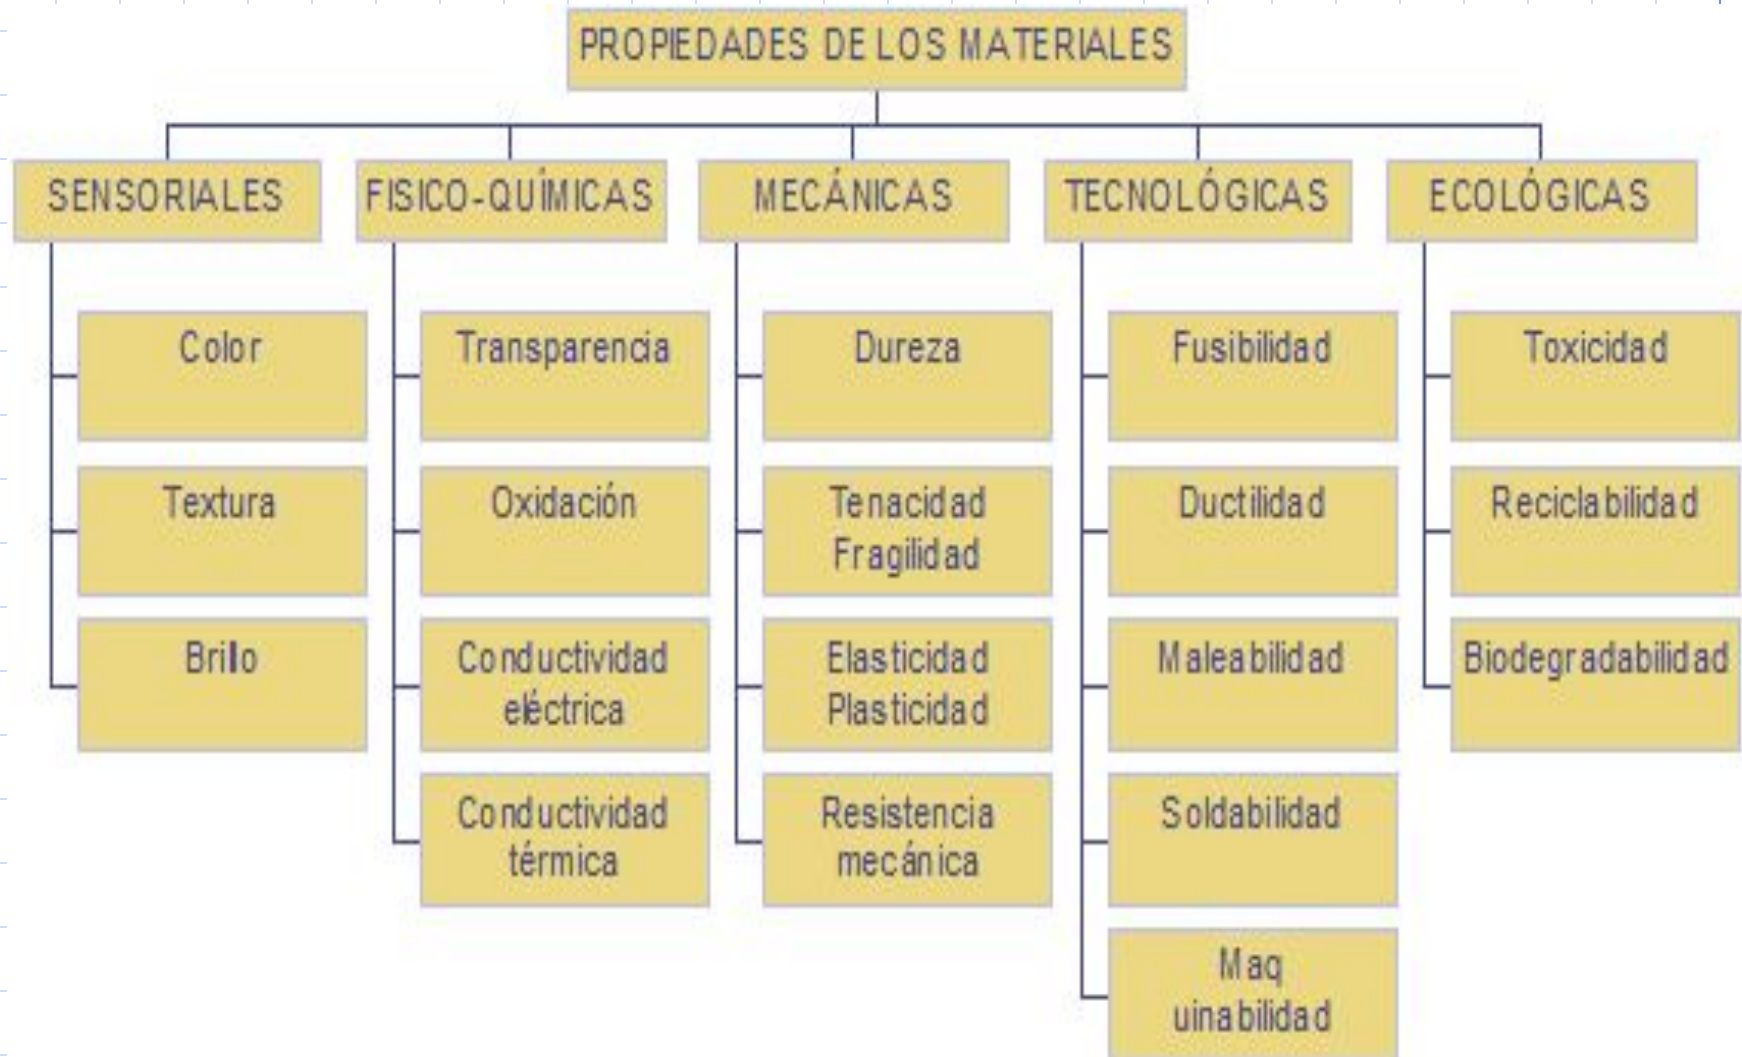 PROPIEDADES DE LOS MATERIALES
SENSORIALES
FISICO-QUÍMICAS
MECÁNICAS
TECNOLÓGICAS
ECOLÓGICAS
Color
Textura
Brillo
Transparencia
Oxidación
Conductividad
eléctrica
Conductividad
térmica
Dureza
Tenacidad
Fragilidad
Elasticidad
Plasticidad
Resistencia
mecánica
Fusibilidad
Ductilidad
Maleabilidad
Soldabilidad
Maq
uinabilidad
Toxicidad
Reciclabilidad
Biodegradabilidad